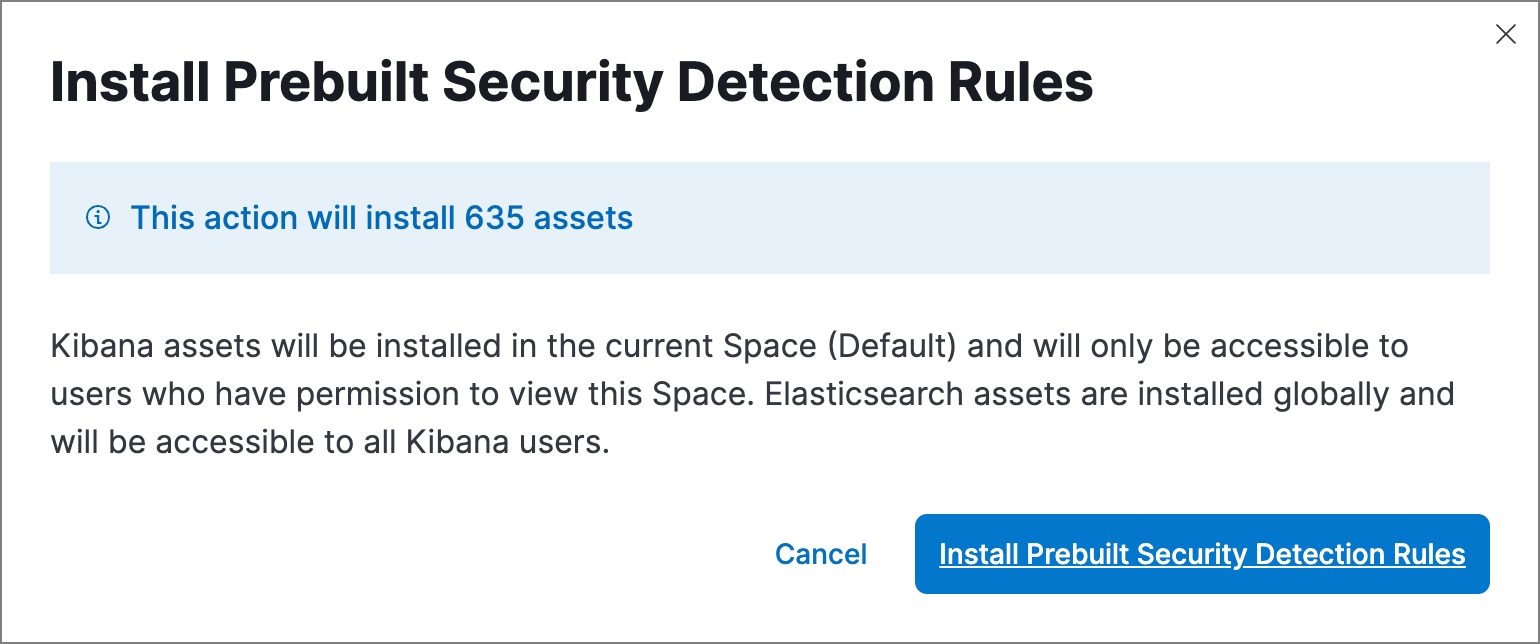 Install Prebuilt Security Detection Rules
This action will install 635 assets
Kibana assets will be installed in the current Space (Default) and will only be accessible to
users who have permission to view this Space. Elasticsearch assets are installed globally and
will be accessible to all Kibana users.
Cancel
Install Prebuilt Security Detection Rules